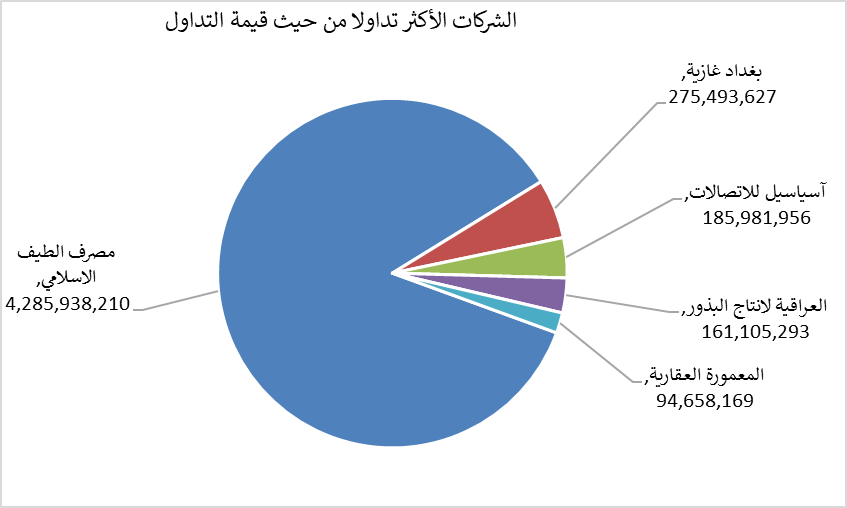 الشركات الأكثر تداولا من حيث قيمة التداول
بغداد غازية,
275,493,627
آسياسيل للاتصالات,
185,981,956
العراقية لانتاج البذور,
161,105,293
المعمورة العقارية,
94,658,169
مصرف الطيف
الاسلامي,
4,285,938,210